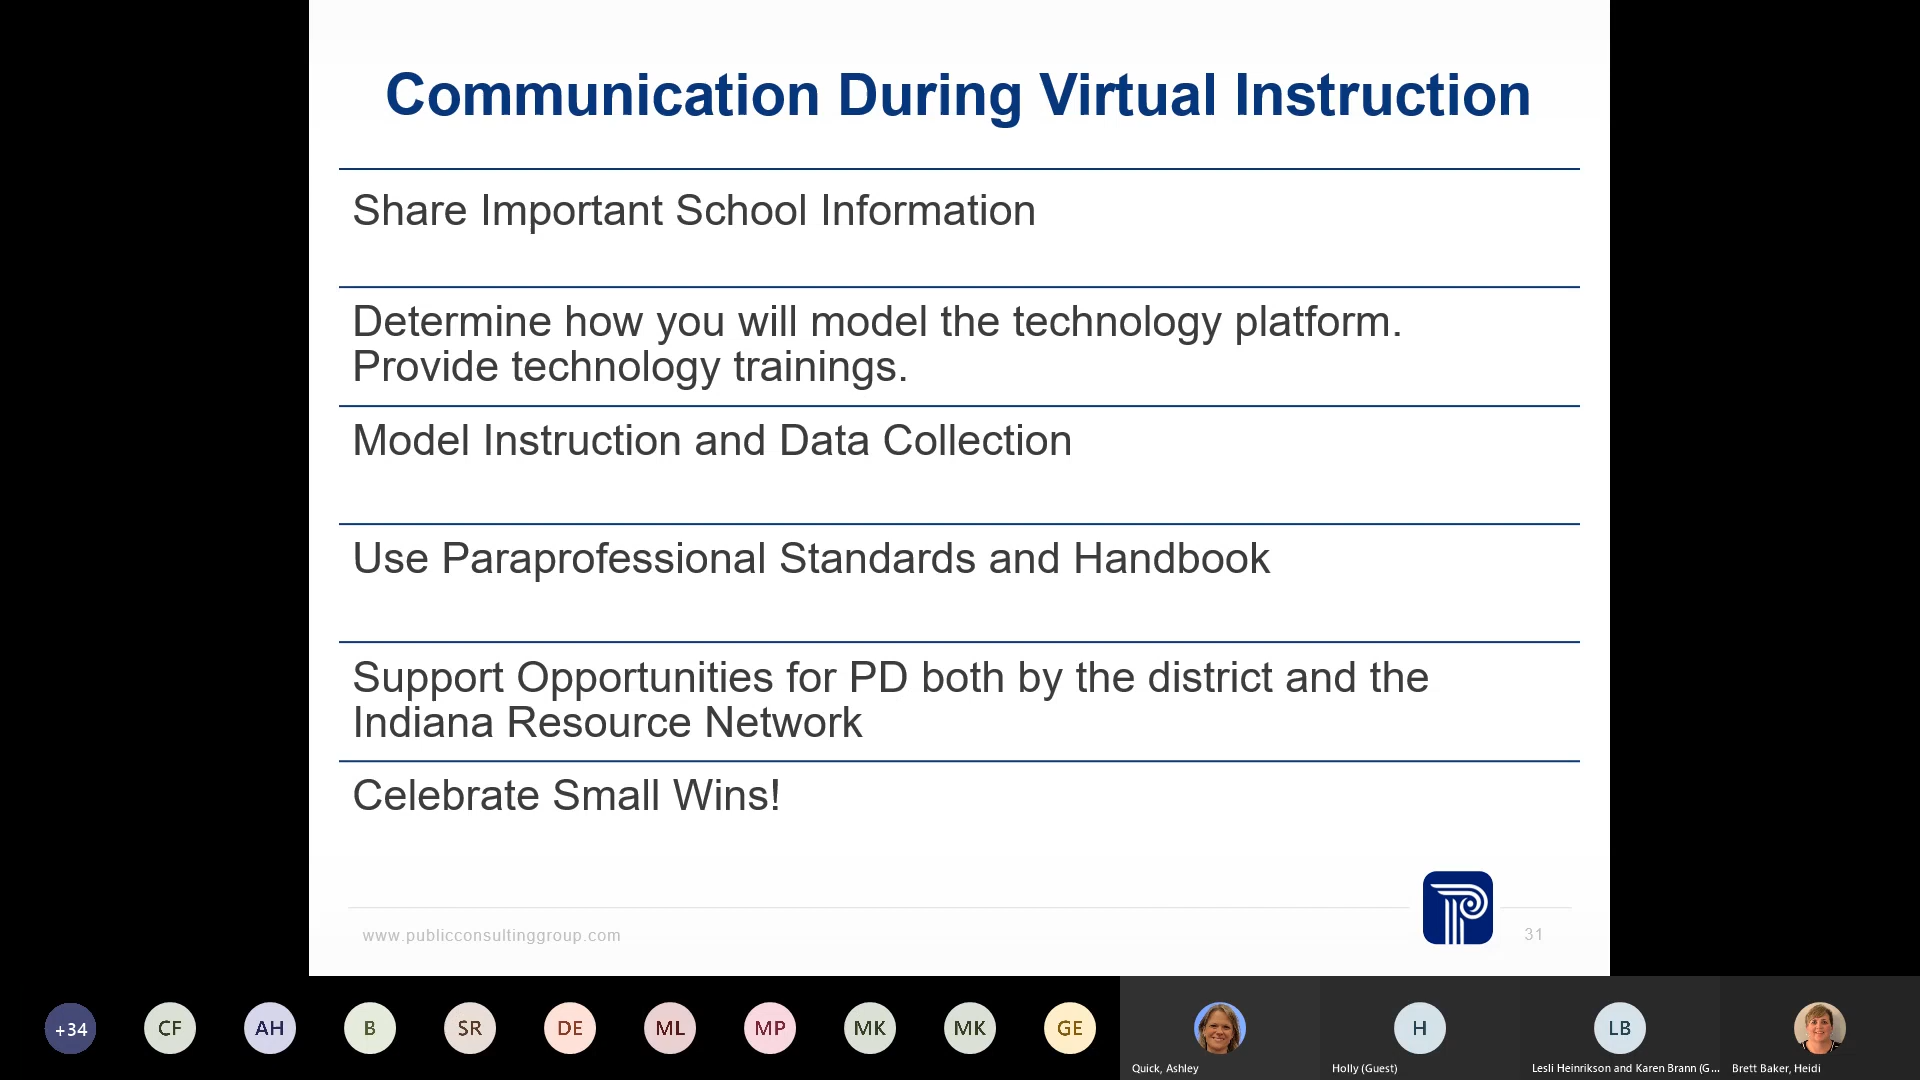 Communication During Virtual Instruction
Share Important School Information
Determine how you will model the technology platform.
Provide technology trainings.
Model Instruction and Data Collection
Use Paraprofessional Standards and Handbook
Support Opportunities for PD both by the district and the
Indiana Resource Network
Celebrate Small Wins!
www.publicconsultinggroup.com
31
+34
CF
AH
B
SR
DE
ML
MP
MK
MK
GE
H
LB
Quick, Ashley
Holly (Guest)
Lesli Heinrikson and Karen Brann (G...
Brett Baker, Heidi